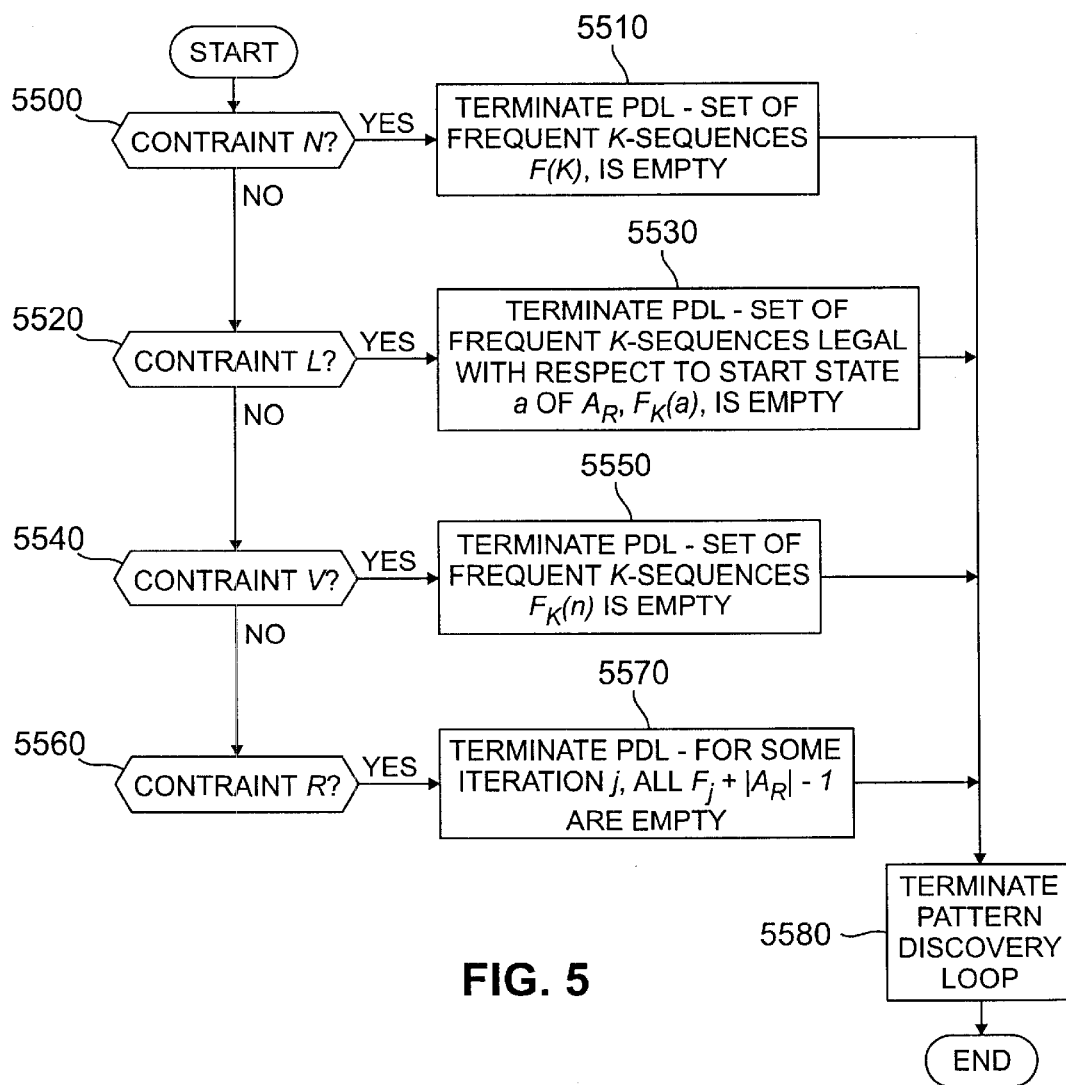 START
5500
CONTRAINT N?
YES
NO
5510
TERMINATE PDL - SET OF
FREQUENT K-SEQUENCES
F(K), IS EMPTY
5520
CONTRAINT L?
YES
NO
5530
TERMINATE PDL - SET OF
FREQUENT K-SEQUENCES LEGAL
WITH RESPECT TO START STATE
a OF A_R, F_K(a), IS EMPTY
5540
CONTRAINT V?
YES
NO
5550
TERMINATE PDL - SET OF
FREQUENT K-SEQUENCES
F_K(n) IS EMPTY
5560
CONTRAINT R?
YES
5570
TERMINATE PDL - FOR SOME
ITERATION j, ALL F_j + |A_R| - 1
ARE EMPTY
5580
TERMINATE
PATTERN
DISCOVERY
LOOP
END
FIG. 5